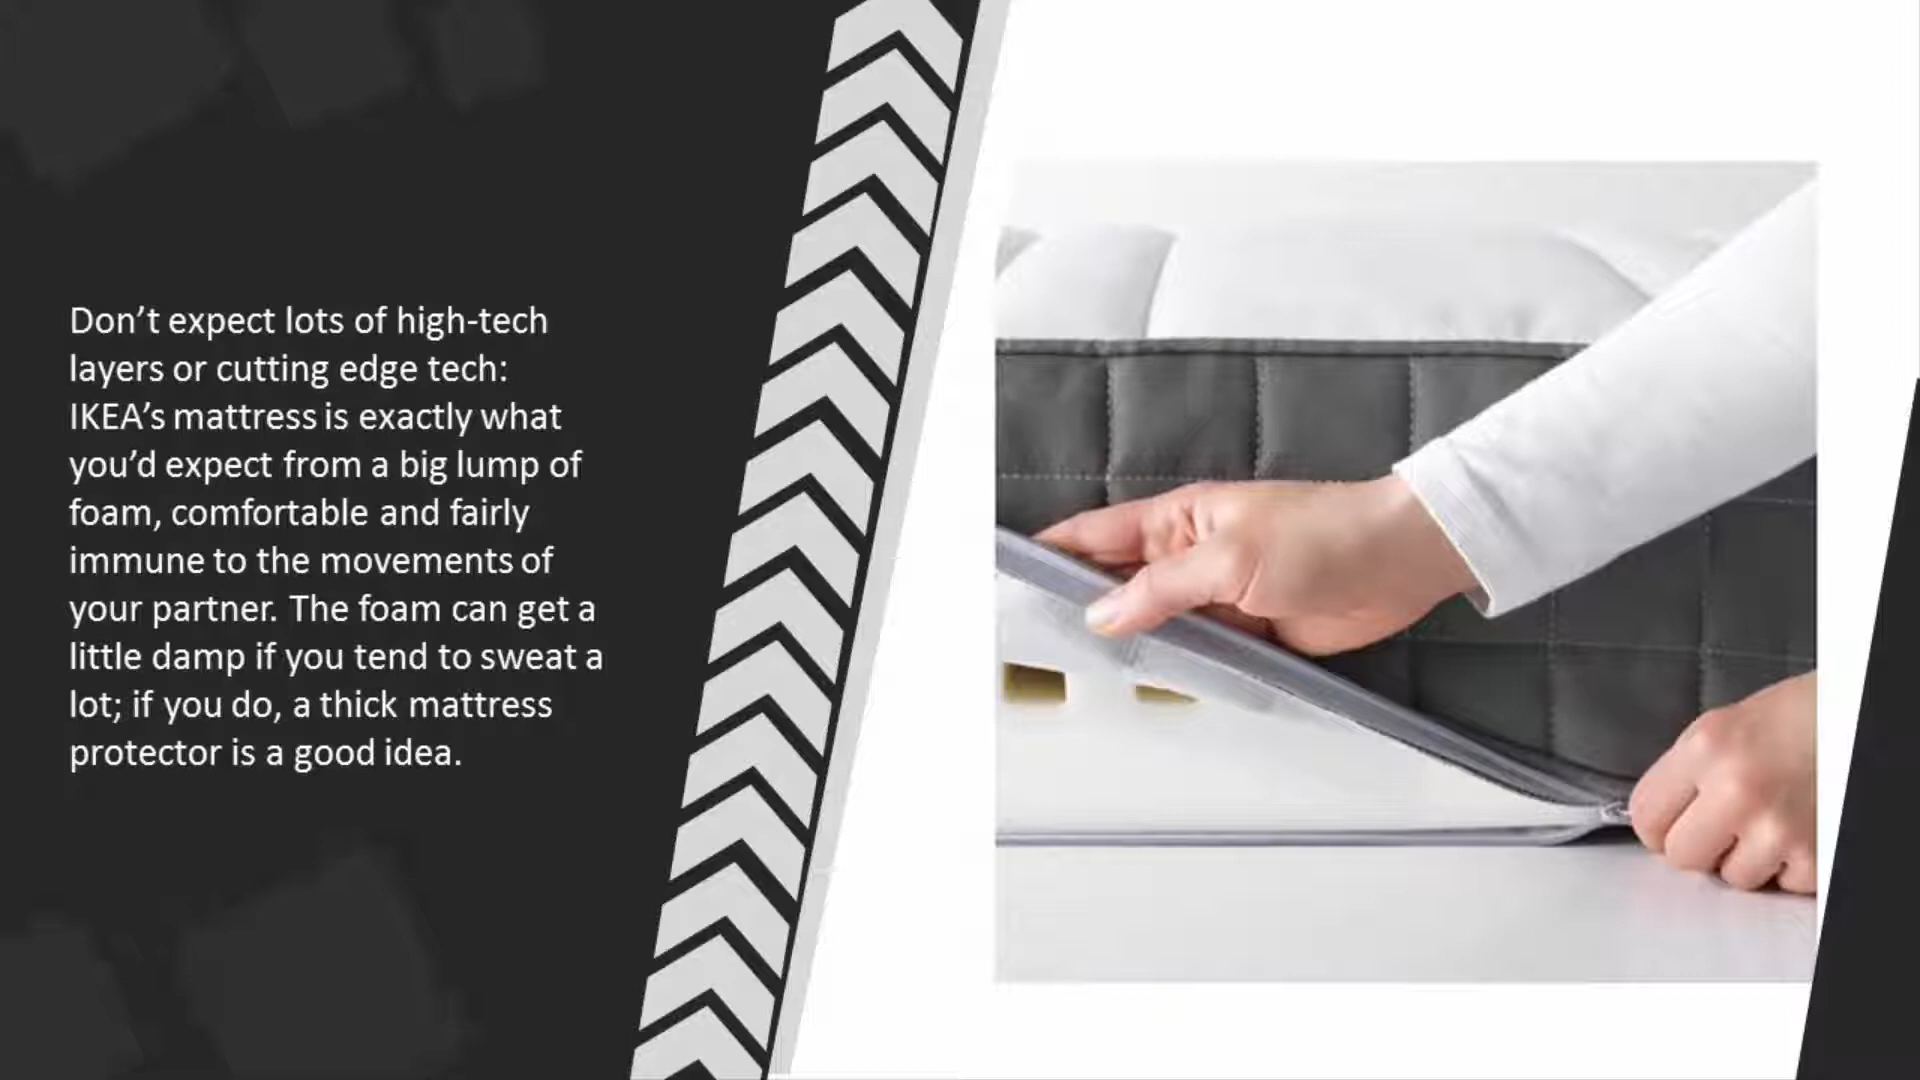 Don’t expect lots of high-tech
layers or cutting edge tech:
IKEA’s mattress is exactly what
you’d expect from a big lump of
foam, comfortable and fairly
immune to the movements of
your partner. The foam can get a
little damp if you tend to sweat a
lot; if you do, a thick mattress
protector is a good idea.